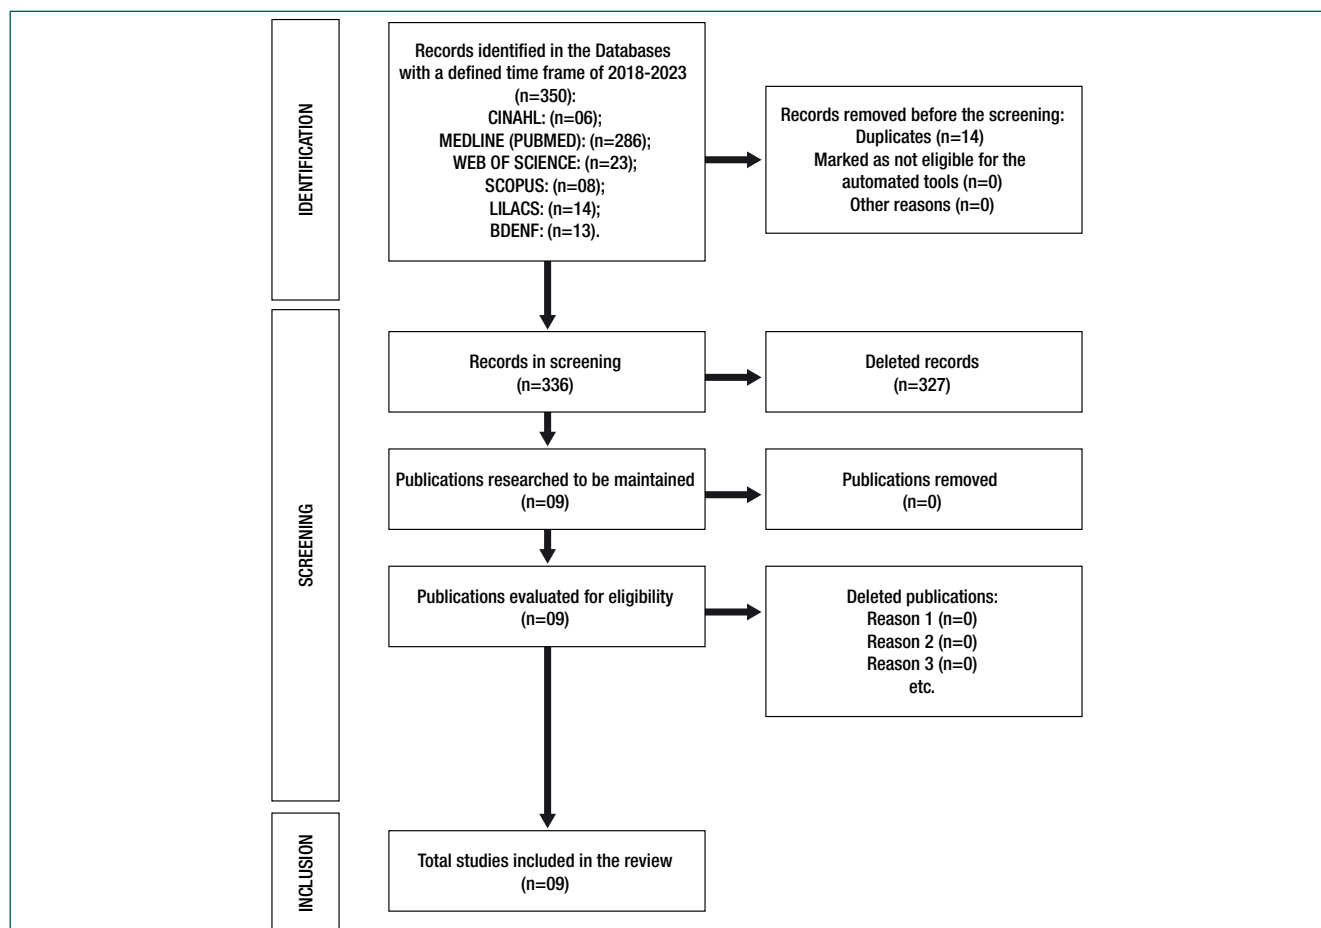 IDENTIFICATION
Records identified in the Databases
with a defined time frame of 2018-2023
(n=350):
CINAHL: (n=06);
MEDLINE (PUBMED): (n=286);
WEB OF SCIENCE: (n=23);
SCOPUS: (n=08);
LILACS: (n=14);
BDENF: (n=13).
Records removed before the screening:
Duplicates (n=14)
Marked as not eligible for the
automated tools (n=0)
Other reasons (n=0)
SCREENING
Records in screening
(n=336)
Deleted records
(n=327)
Publications researched to be maintained
(n=09)
Publications removed
(n=0)
Publications evaluated for eligibility
(n=09)
Deleted publications:
Reason 1 (n=0)
Reason 2 (n=0)
Reason 3 (n=0)
etc.
INCLUSION
Total studies included in the review
(n=09)